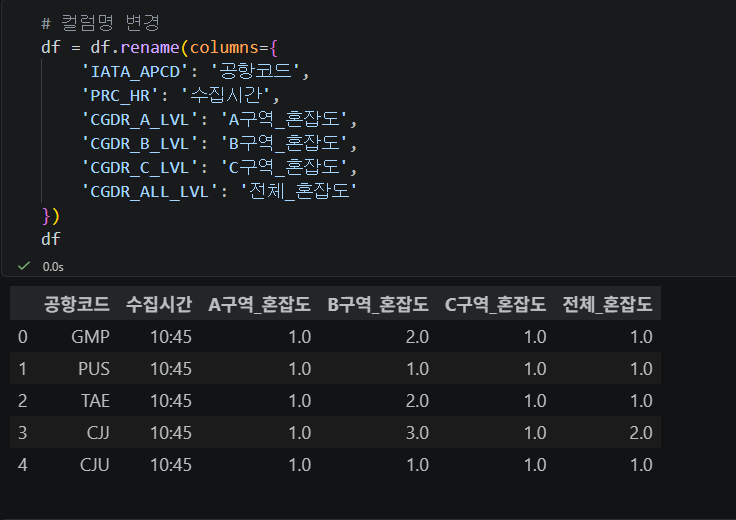 # 컬럼명 변경
df = df.rename(columns={
'IATA_APCD': '공항코드',
'PRC_HR': '수집시간',
'CGDR_A_LVL': 'A구역_혼잡도',
'CGDR_B_LVL': 'B구역_혼잡도',
'CGDR_C_LVL': 'C구역_혼잡도',
'CGDR_ALL_LVL': '전체_혼잡도'
})
df
0.0s
공항코드 수집시간 A구역_혼잡도 B구역_혼잡도 C구역_혼잡도 전체_혼잡도
0 GMP 10:45 1.0 2.0 1.0 1.0
1 PUS 10:45 1.0 1.0 1.0 1.0
2 TAE 10:45 1.0 2.0 1.0 1.0
3 CJJ 10:45 1.0 3.0 1.0 2.0
4 CJU 10:45 1.0 1.0 1.0 1.0